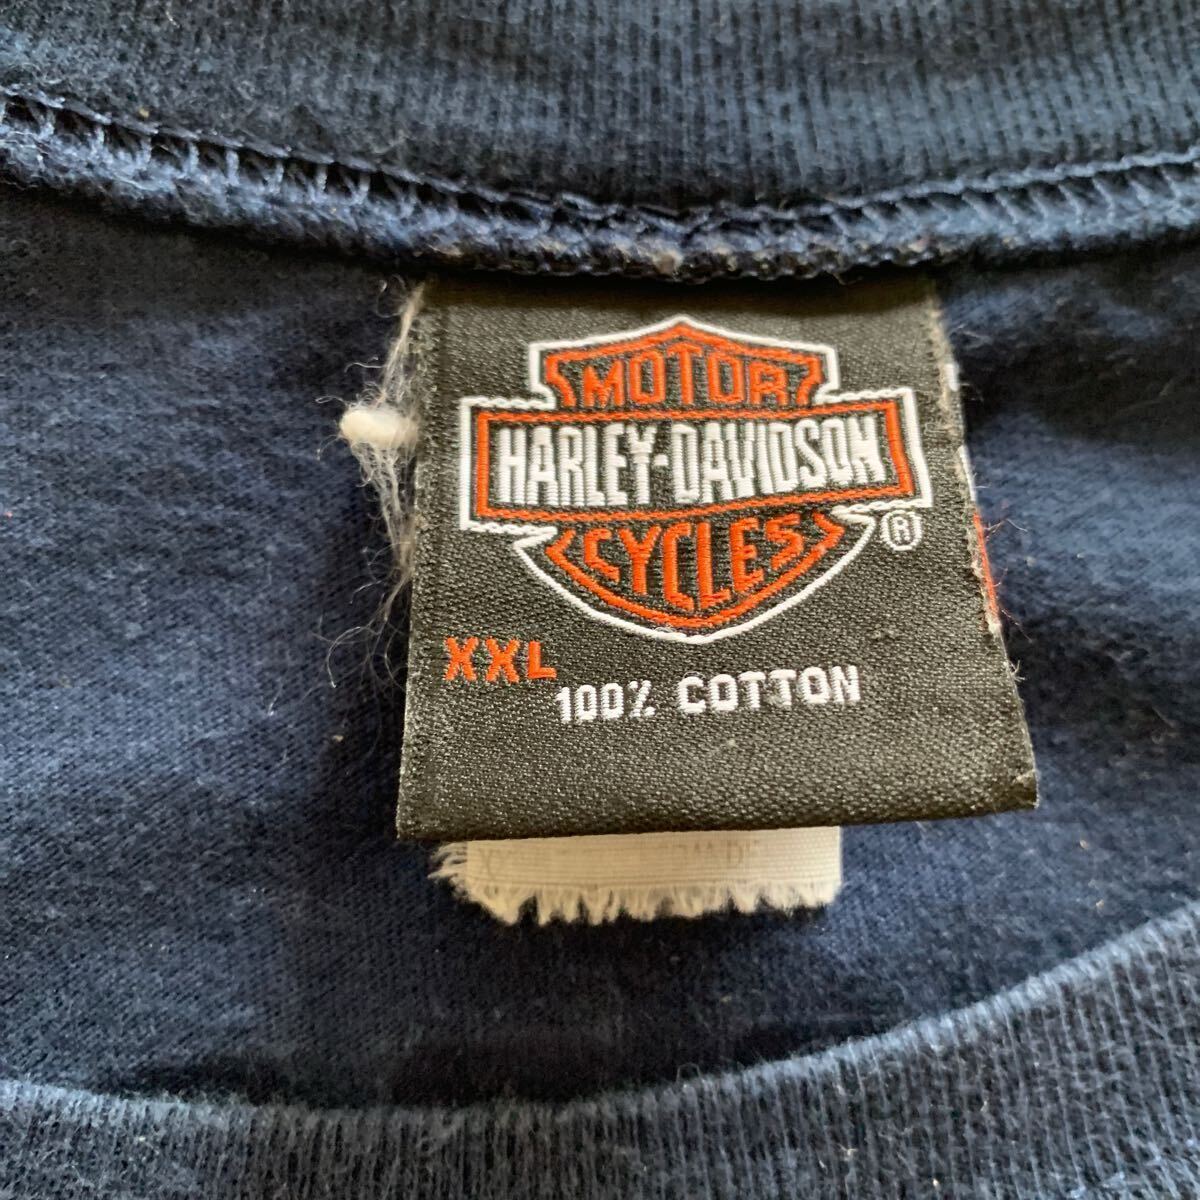 MOTOR
HARLEY-DAVIDSON
CYCLES
®
XXL
100% COTTON